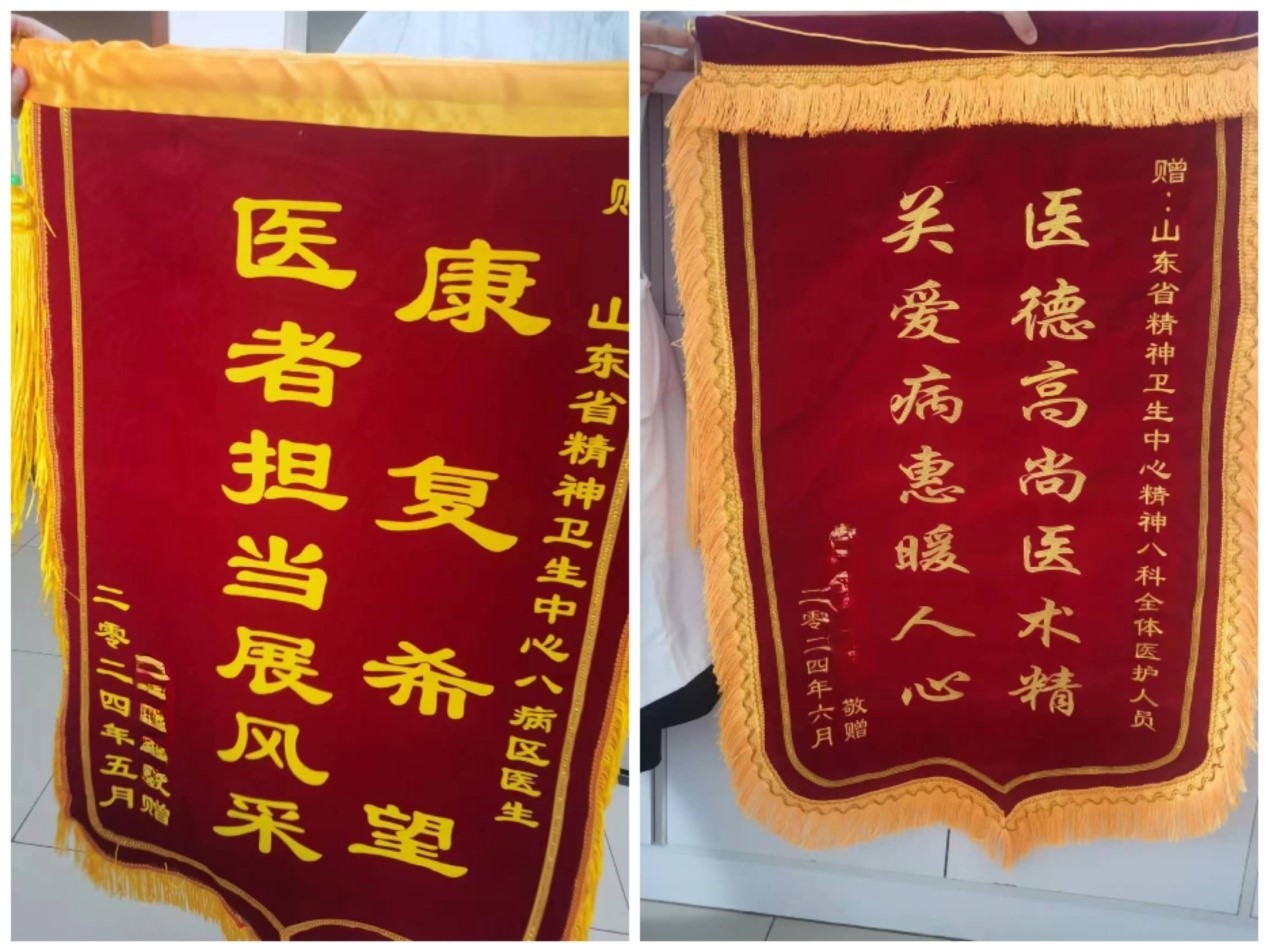 赠
山东省精神卫生中心八病区医生
康复希望
医者担当展风采
敬赠
二零二四年五月
赠：山东省精神卫生中心精神八科全体医护人员
医德高尚医术精
关爱病惠暖人心
敬赠
二零二四年六月